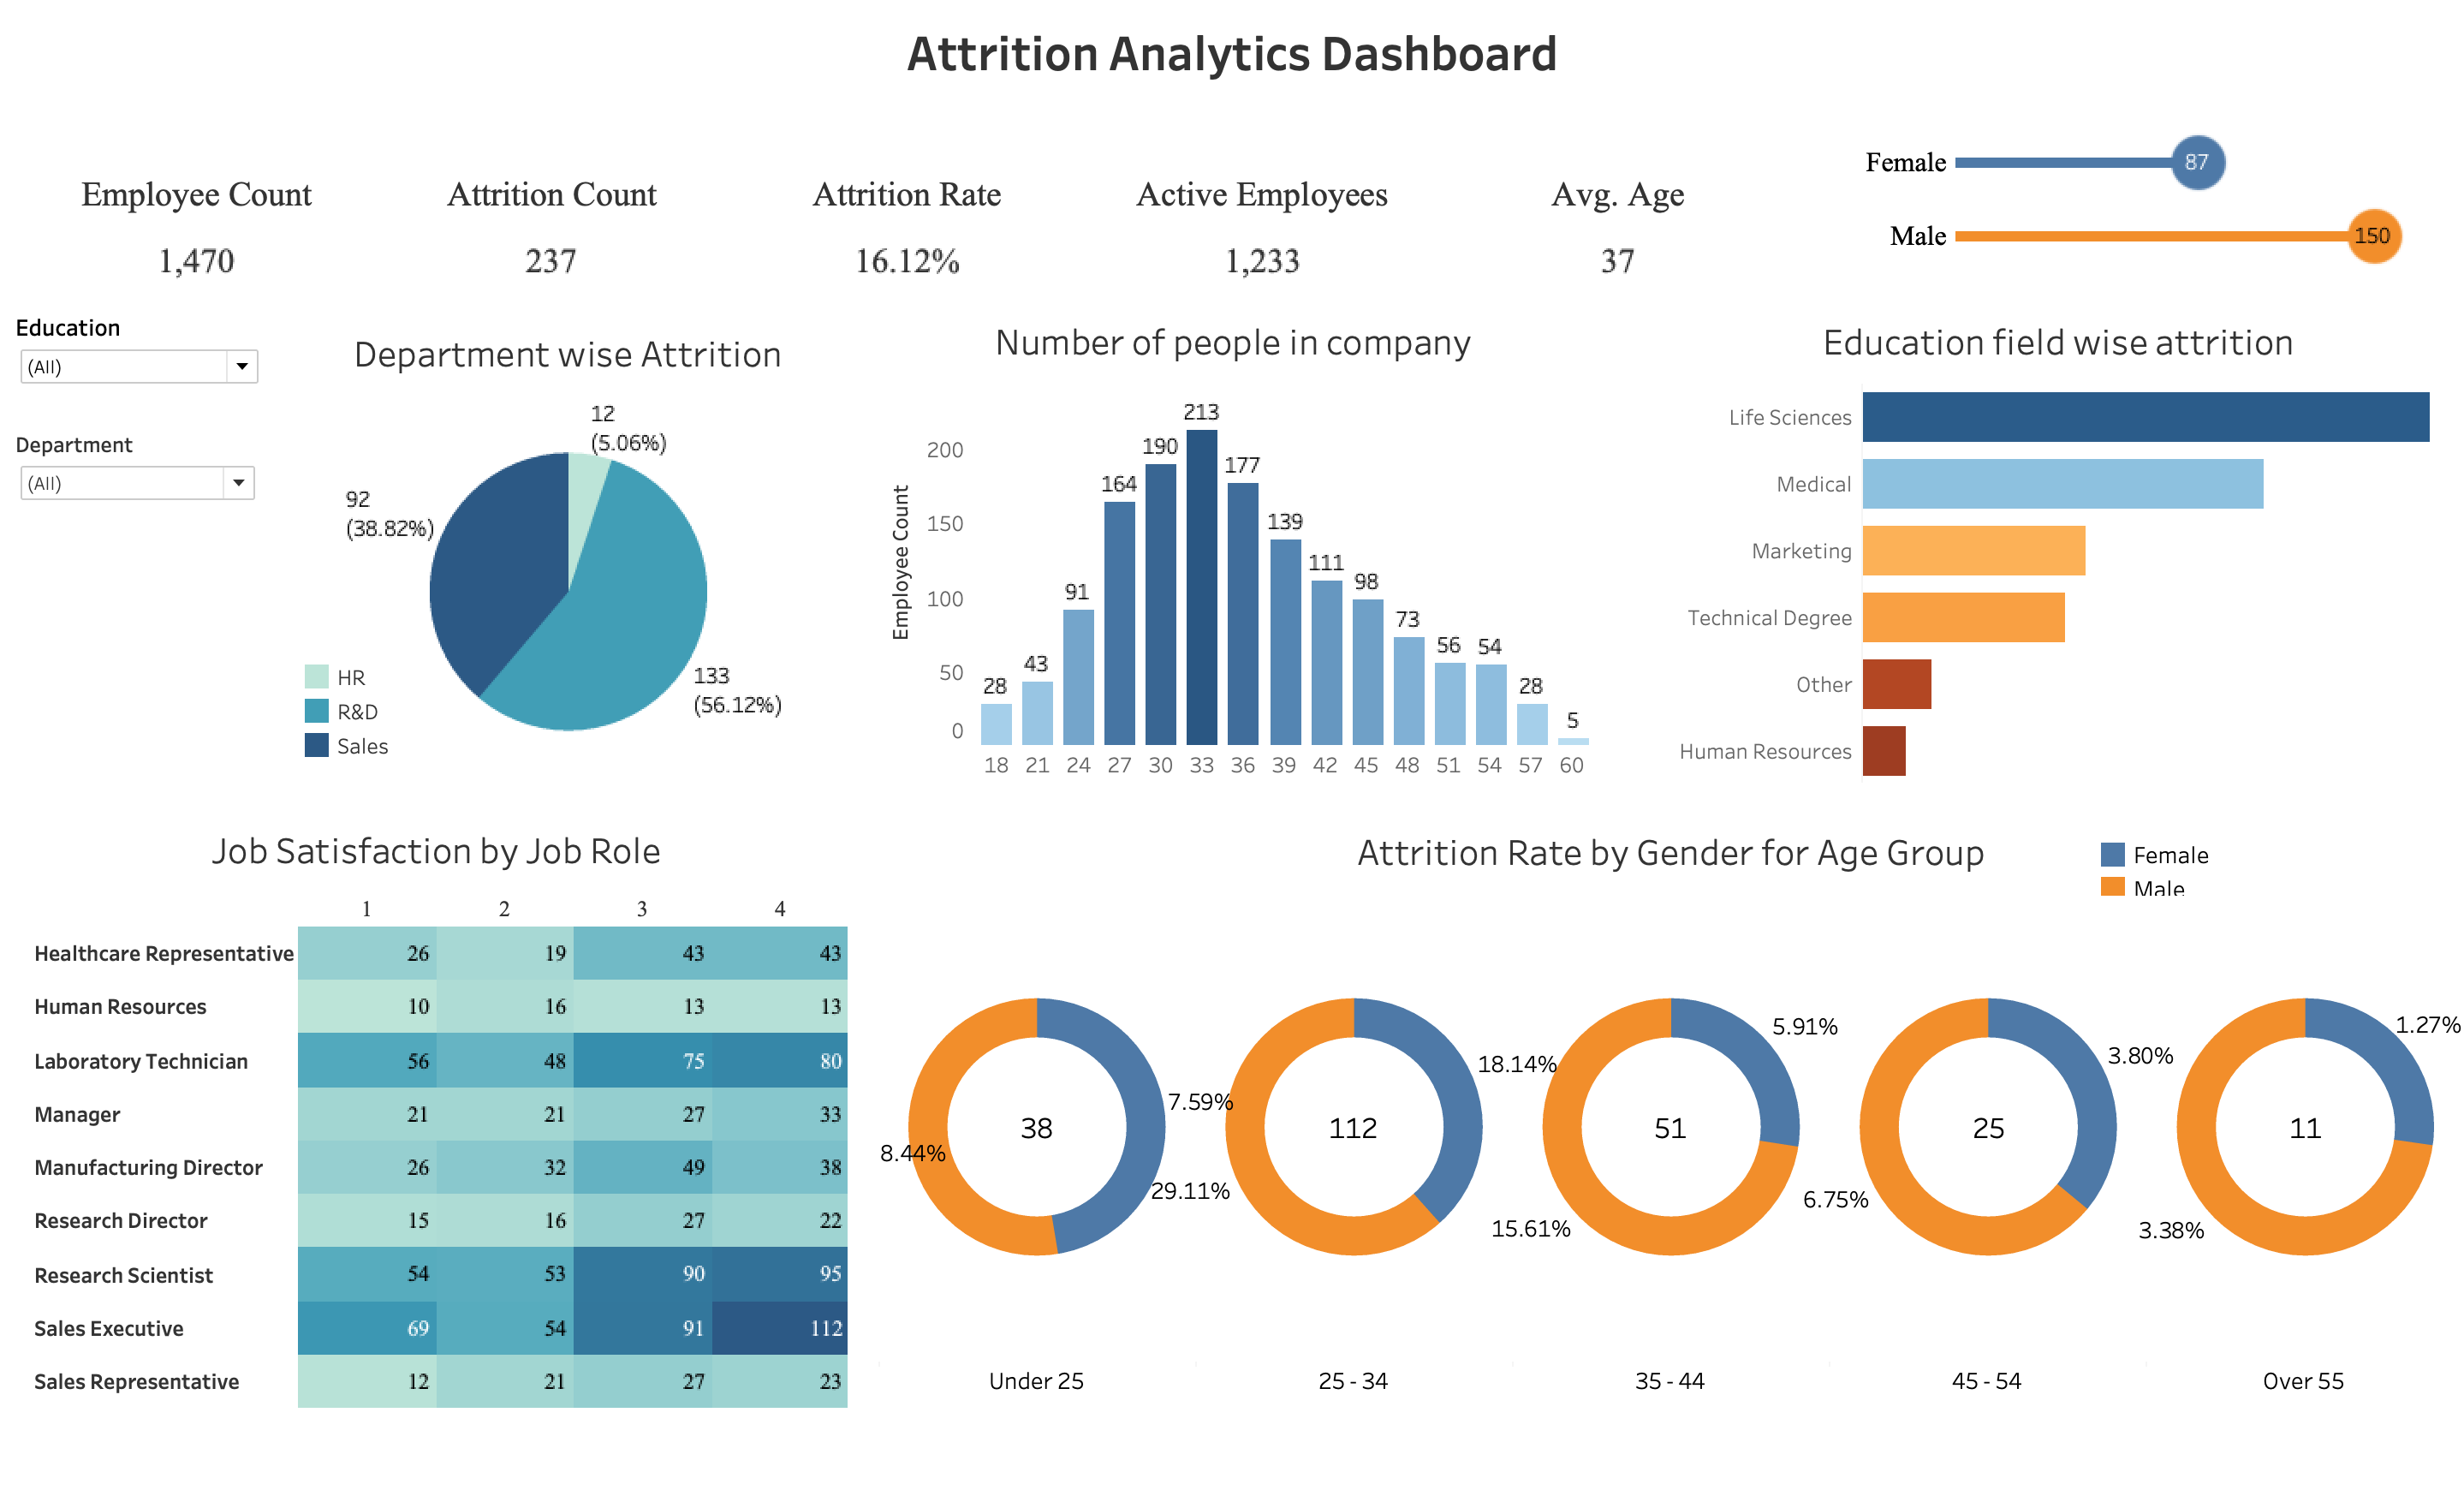 Attrition Analytics Dashboard
Employee Count
1,470
Attrition Count
237
Attrition Rate
16.12%
Active Employees
1,233
Avg. Age
37
Female 87
Male 150
Education
(All)
Department
(All)
Department wise Attrition
12
(5.06%)
92
(38.82%)
133
(56.12%)
HR
R&D
Sales
Number of people in company
Employee Count
200
150
100
50
0
28 43 91 164 190 213 177 139 111 98 73 56 54 28 5
18 21 24 27 30 33 36 39 42 45 48 51 54 57 60
Education field wise attrition
Life Sciences
Medical
Marketing
Technical Degree
Other
Human Resources
Job Satisfaction by Job Role
1 2 3 4
Healthcare Representative 26 19 43 43
Human Resources 10 16 13 13
Laboratory Technician 56 48 75 80
Manager 21 21 27 33
Manufacturing Director 26 32 49 38
Research Director 15 16 27 22
Research Scientist 54 53 90 95
Sales Executive 69 54 91 112
Sales Representative 12 21 27 23
Attrition Rate by Gender for Age Group
Female
Male
38
7.59%
8.44%
112
18.14%
29.11%
51
5.91%
15.61%
25
3.80%
6.75%
11
1.27%
3.38%
Under 25
25 - 34
35 - 44
45 - 54
Over 55